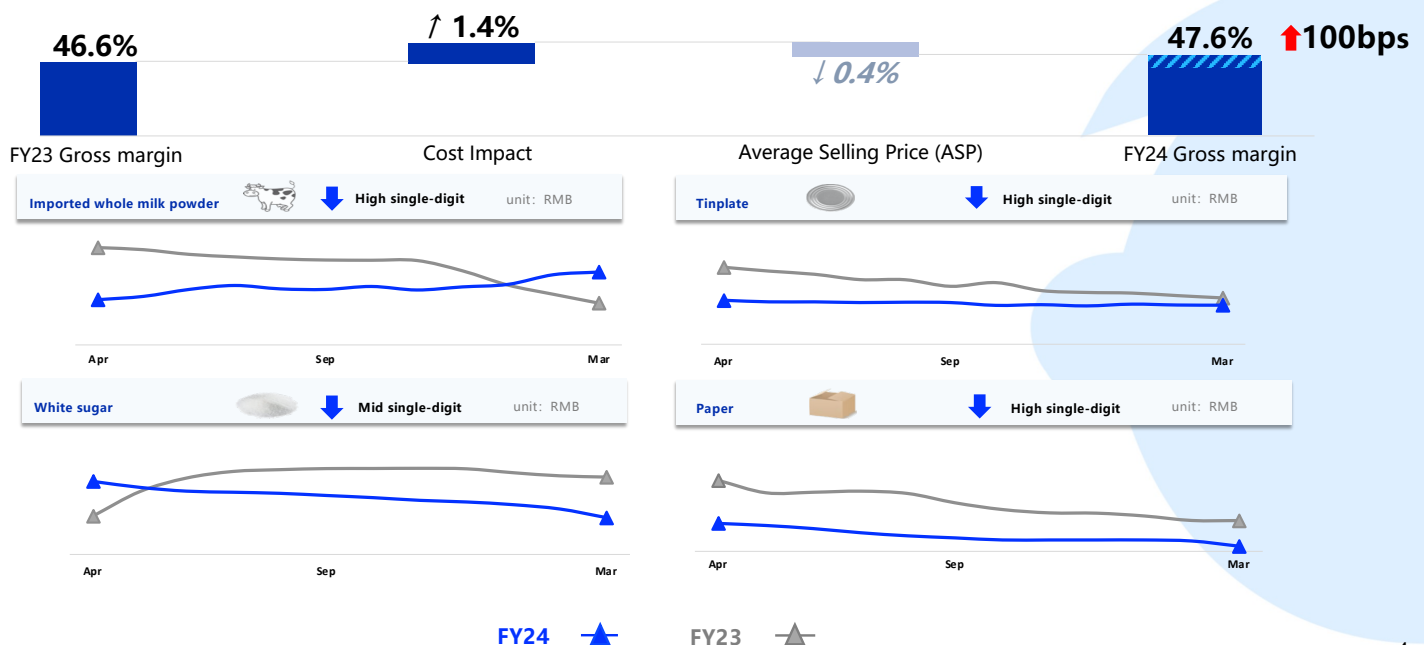 46.6%
↑ 1.4%
↓ 0.4%
47.6%
100bps
FY23 Gross margin
Cost Impact
Average Selling Price (ASP)
FY24 Gross margin
Imported whole milk powder
High single-digit
unit: RMB
Tinplate
High single-digit
unit: RMB
Apr
Sep
Mar
Apr
Sep
Mar
White sugar
Mid single-digit
unit: RMB
Paper
High single-digit
unit: RMB
Apr
Sep
Mar
Apr
Sep
Mar
FY24
FY23